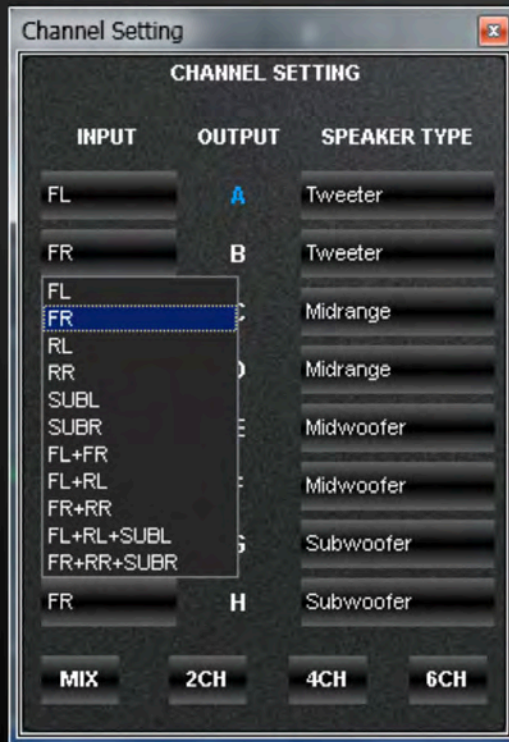 Channel Setting
CHANNEL SETTING
INPUT OUTPUT SPEAKER TYPE
FL A Tweeter
FR B Tweeter
FL
FR
RL
RR
SUBL
SUBR
FL+FR
FL+RL
FR+RR
FL+RL+SUBL
FR+RR+SUBR
Midrange
Midrange
Midwoofer
Midwoofer
Subwoofer
FR H Subwoofer
MIX 2CH 4CH 6CH